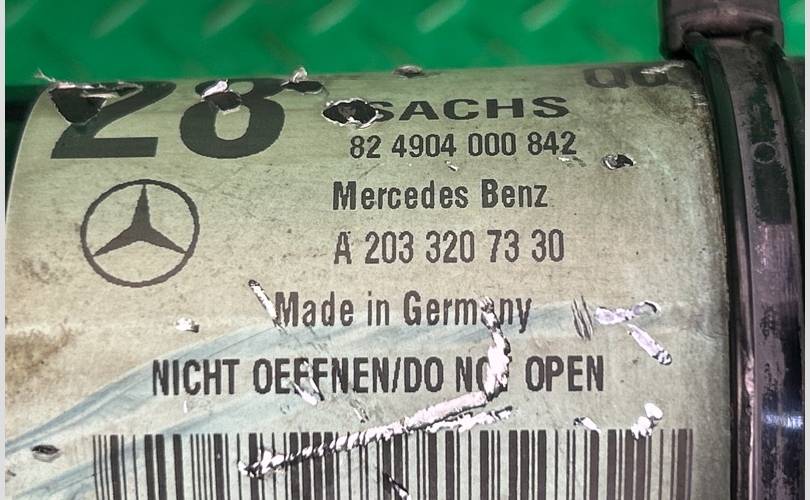 28
SACHS
82 4904 000 842
Mercedes Benz
A 203 320 73 30
Made in Germany
NICHT OEFFNEN/DO NOT OPEN